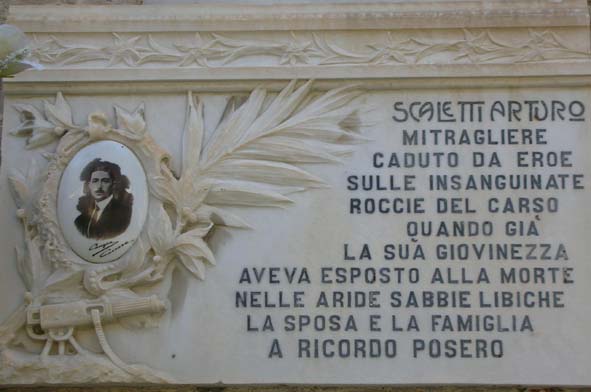 SCALETTI ARTURO
MITRAGLIERE
CADUTO DA EROE
SULLE INSANGUINATE
ROCCIE DEL CARSO
QUANDO GIÀ
LA SUÀ GIOVINEZZA
AVEVA ESPOSTO ALLA MORTE
NELLE ARIDE SABBIE LIBICHE
LA SPOSA E LA FAMIGLIA
A RICORDO POSERO